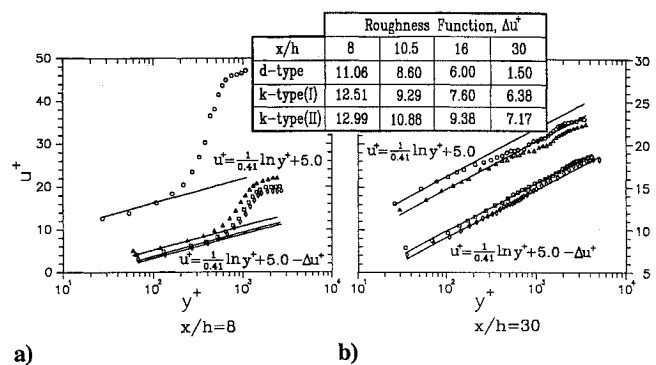 Roughness Function, Δu⁺
x/h 8 10.5 16 30
d-type 11.06 8.60 6.00 1.50
k-type(I) 12.51 9.29 7.60 6.38
k-type(II) 12.99 10.88 9.38 7.17
50
40
30
20
10
0
u⁺
u⁺=1/0.41 ln y⁺+5.0
u⁺=1/0.41 ln y⁺+5.0-Δu⁺
10¹ 10² 10³ 10⁴
y⁺
x/h=8
a)
30
25
20
15
10
5
u⁺=1/0.41 ln y⁺+5.0
u⁺=1/0.41 ln y⁺+5.0-Δu⁺
10¹ 10² 10³ 10⁴
y⁺
x/h=30
b)